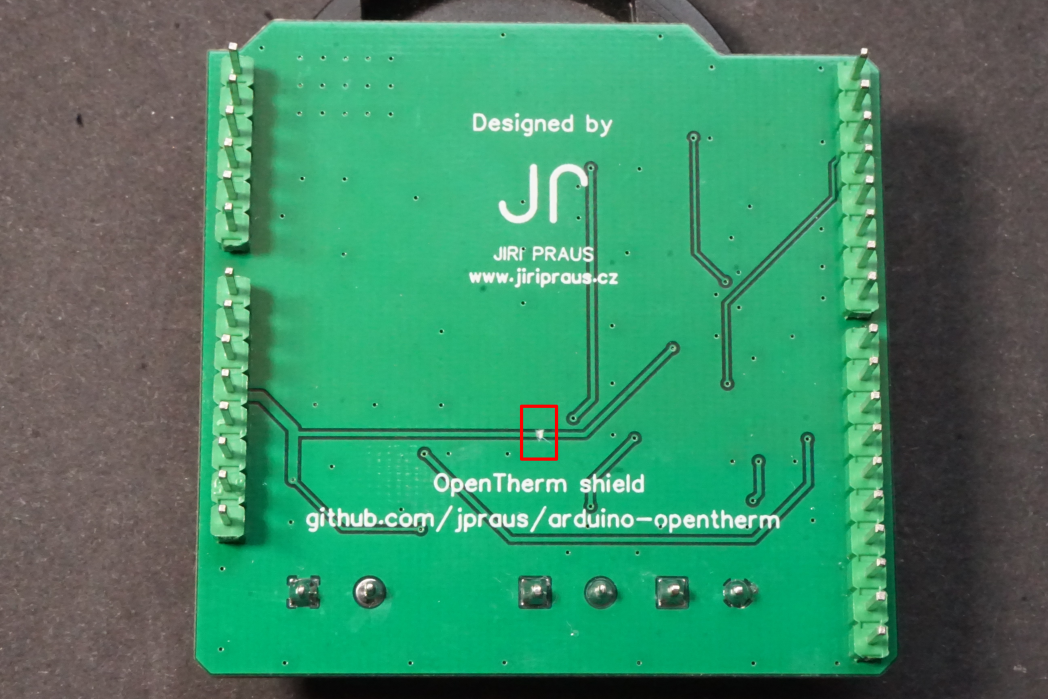 Designed by
JR
JIRI PRAUS
www.jiripraus.cz
OpenTherm shield
github.com/jpraus/arduino-opentherm